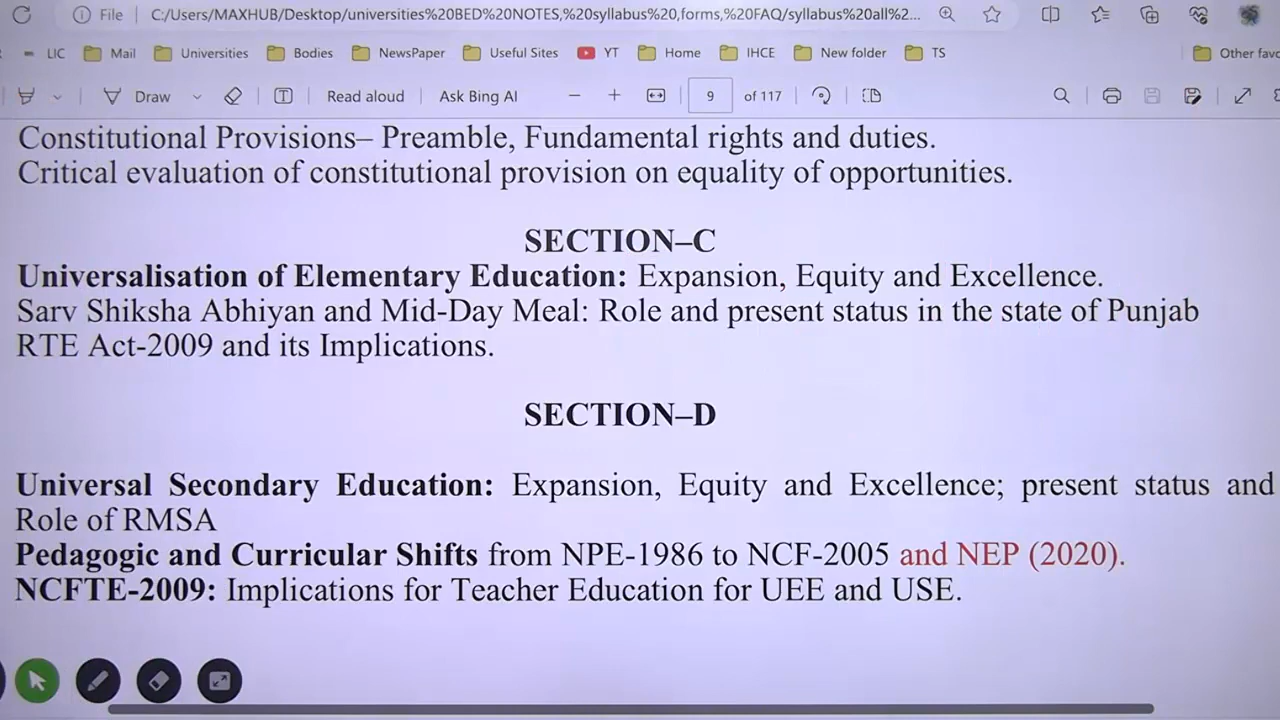 File
C:/Users/MAXHUB/Desktop/universities%20BED%20NOTES,%20syllabus%20,forms,%20FAQ/syllabus%20all%2...
LIC Mail Universities Bodies NewsPaper Useful Sites YT Home IHCE New folder TS Other favo
Draw T Read aloud Ask Bing AI 9 of 117
Constitutional Provisions– Preamble, Fundamental rights and duties.
Critical evaluation of constitutional provision on equality of opportunities.
SECTION–C
Universalisation of Elementary Education: Expansion, Equity and Excellence.
Sarv Shiksha Abhiyan and Mid-Day Meal: Role and present status in the state of Punjab
RTE Act-2009 and its Implications.
SECTION–D
Universal Secondary Education: Expansion, Equity and Excellence; present status and
Role of RMSA
Pedagogic and Curricular Shifts from NPE-1986 to NCF-2005 and NEP (2020).
NCFTE-2009: Implications for Teacher Education for UEE and USE.